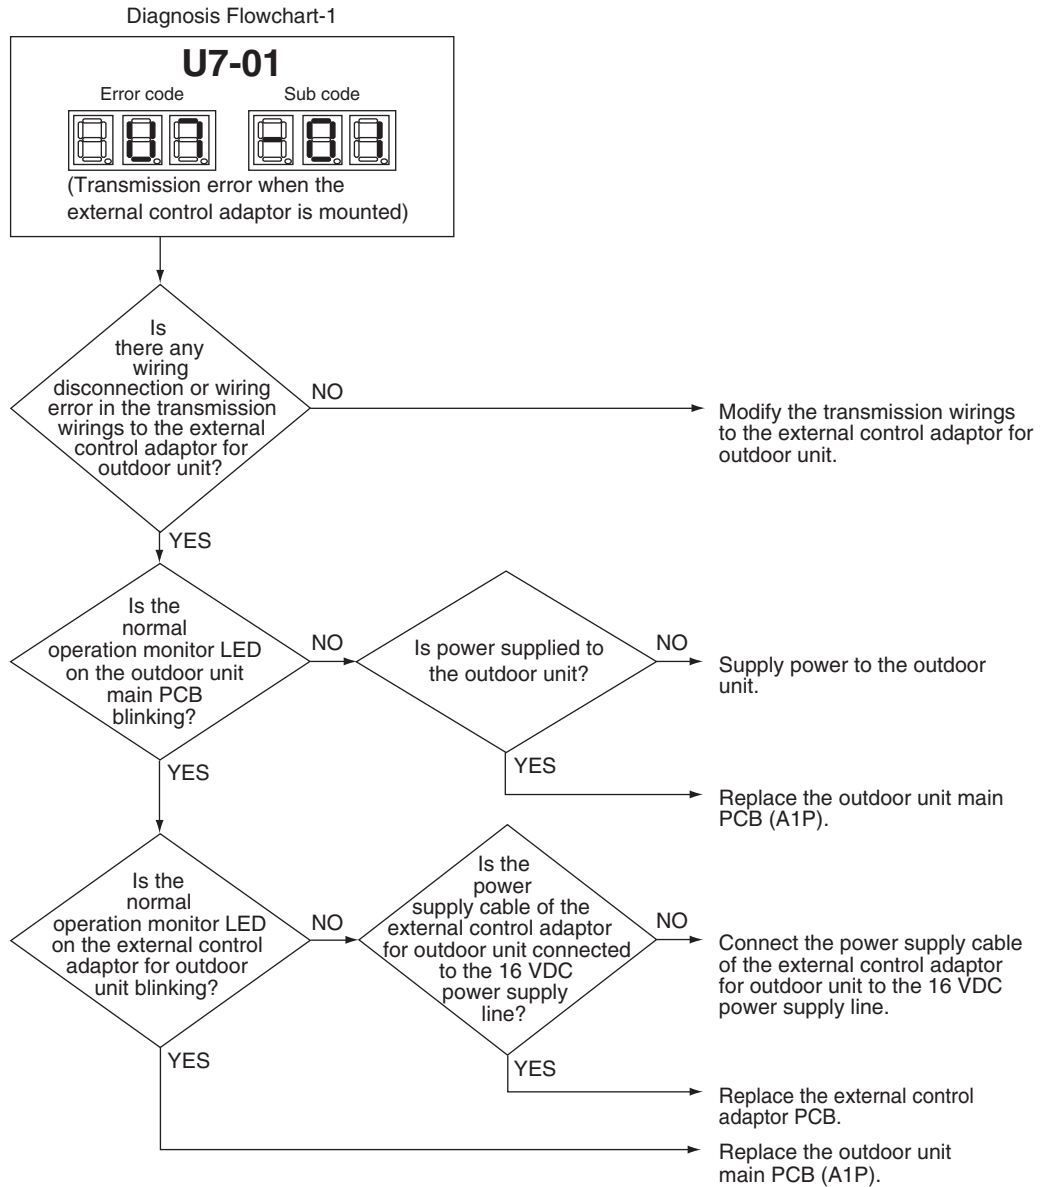 Diagnosis Flowchart-1
U7-01
Error code
Sub code
U7
-01
(Transmission error when the
external control adaptor is mounted)
Is
there any
wiring
disconnection or wiring
error in the transmission
wirings to the external
control adaptor for
outdoor unit?
NO
Modify the transmission wirings
to the external control adaptor for
outdoor unit.
YES
Is the
normal
operation monitor LED
on the outdoor unit
main PCB
blinking?
NO
Is power supplied to
the outdoor unit?
NO
Supply power to the outdoor
unit.
YES
Replace the outdoor unit main
PCB (A1P).
YES
Is the
normal
operation monitor LED
on the external control
adaptor for outdoor
unit blinking?
NO
Is the
power
supply cable of the
external control adaptor
for outdoor unit connected
to the 16 VDC
power supply
line?
NO
Connect the power supply cable
of the external control adaptor
for outdoor unit to the 16 VDC
power supply line.
YES
Replace the external control
adaptor PCB.
YES
Replace the outdoor unit
main PCB (A1P).